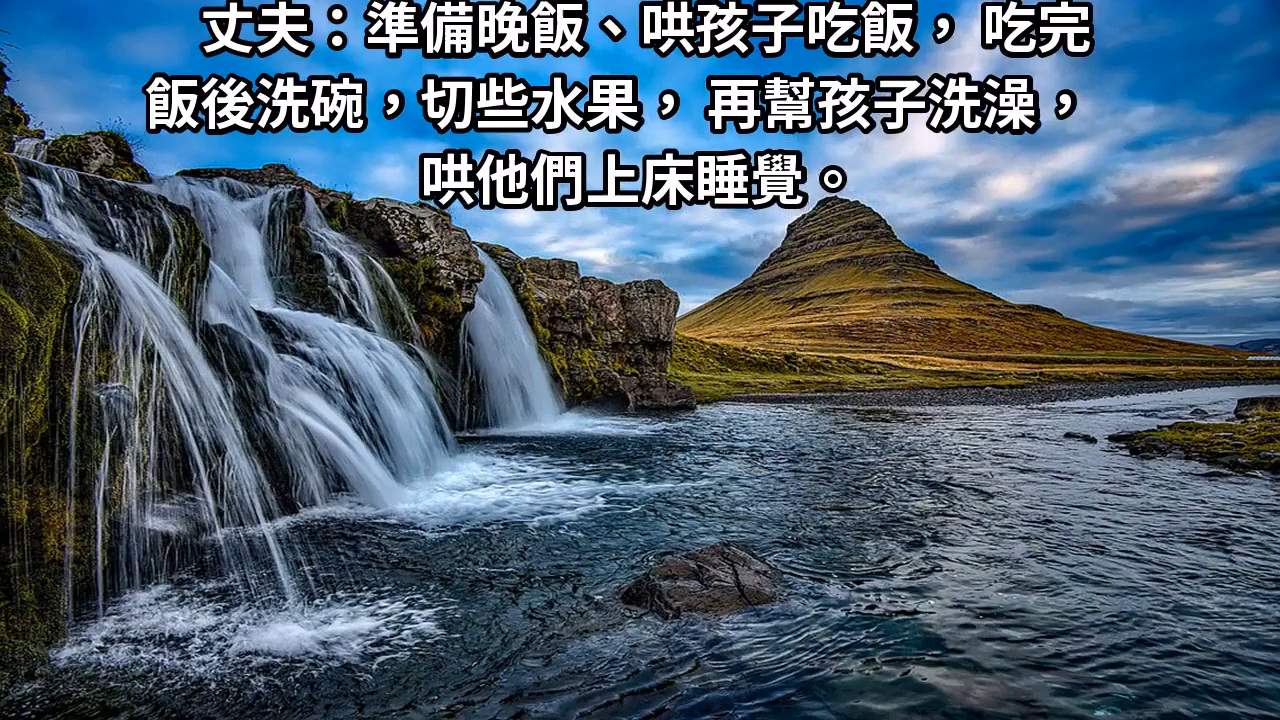 丈夫：準備晚飯、哄孩子吃飯， 吃完
飯後洗碗，切些水果， 再幫孩子洗澡，
哄他們上床睡覺。